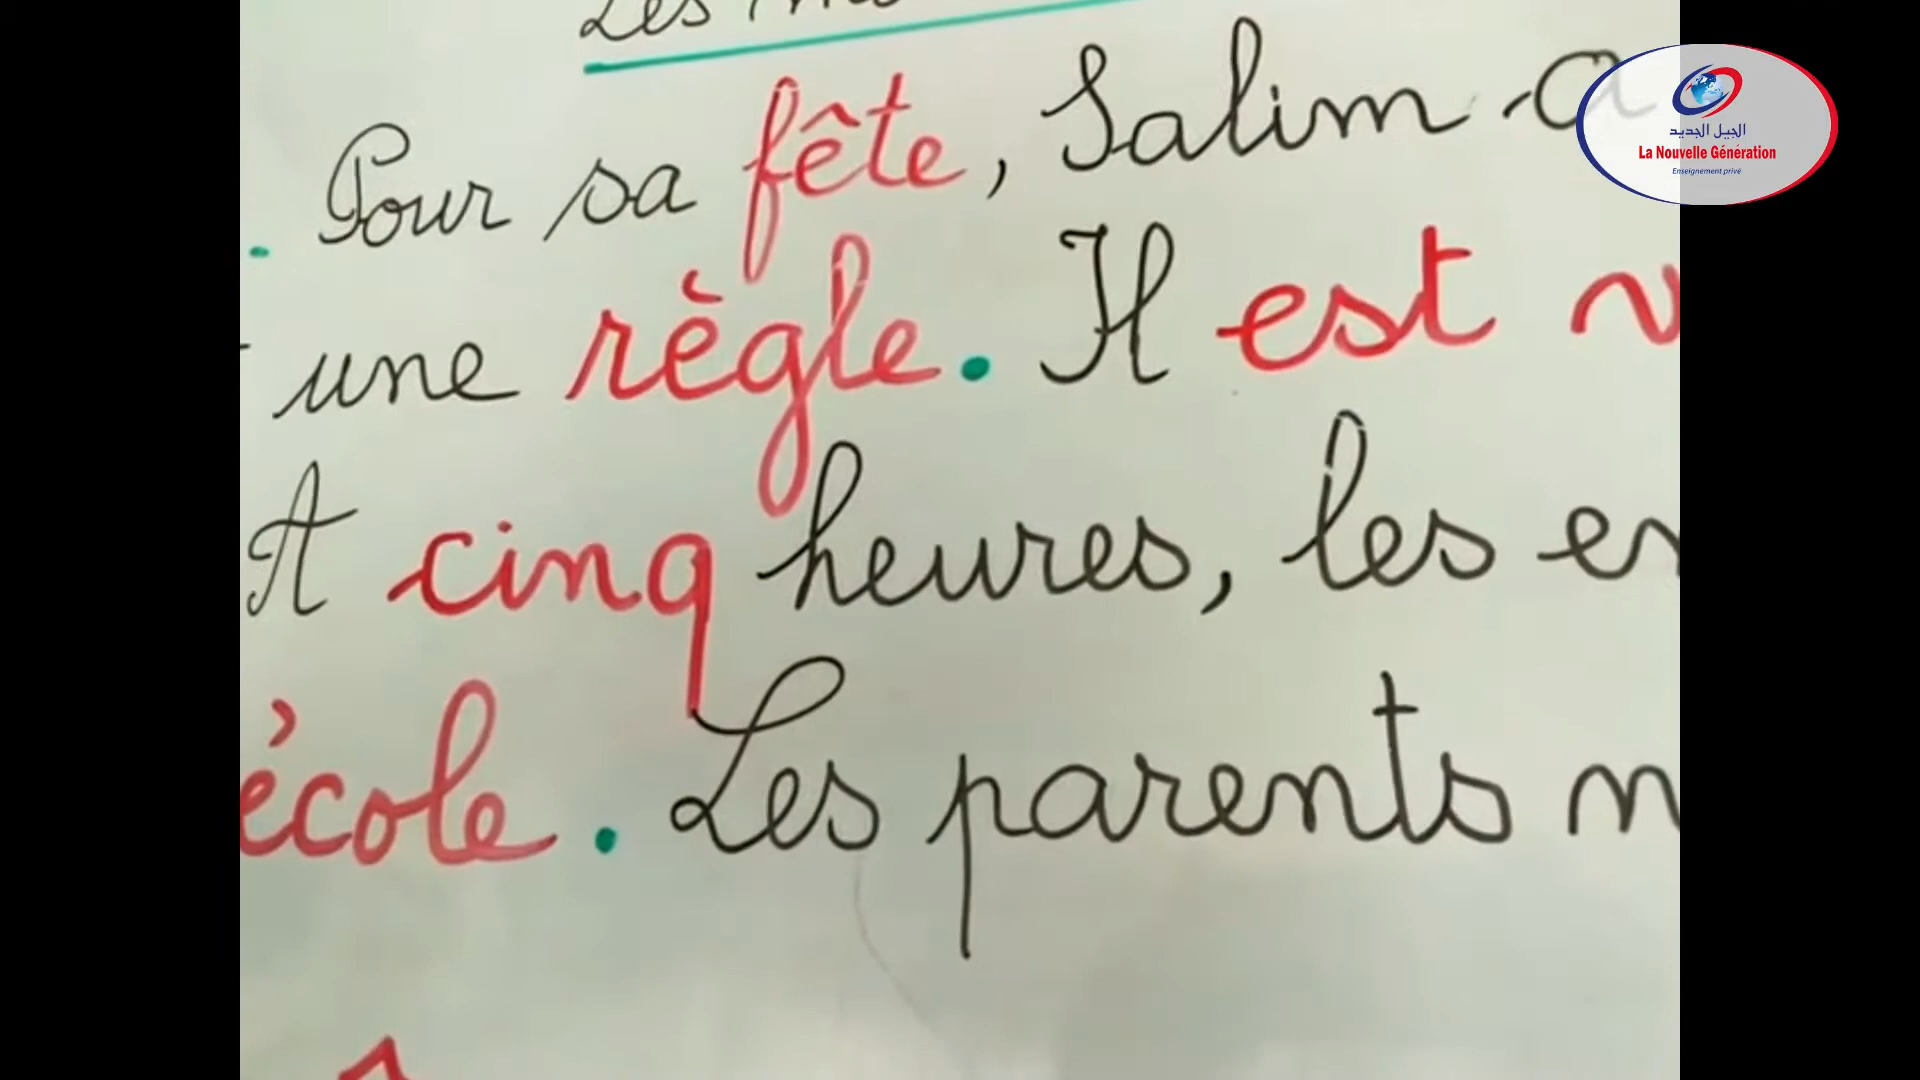 Les
. Pour sa fête, Salim a
une règle. Il est
A cinq heures, les
école. Les parents
الجيل الجديد
La Nouvelle Génération
Enseignement privé